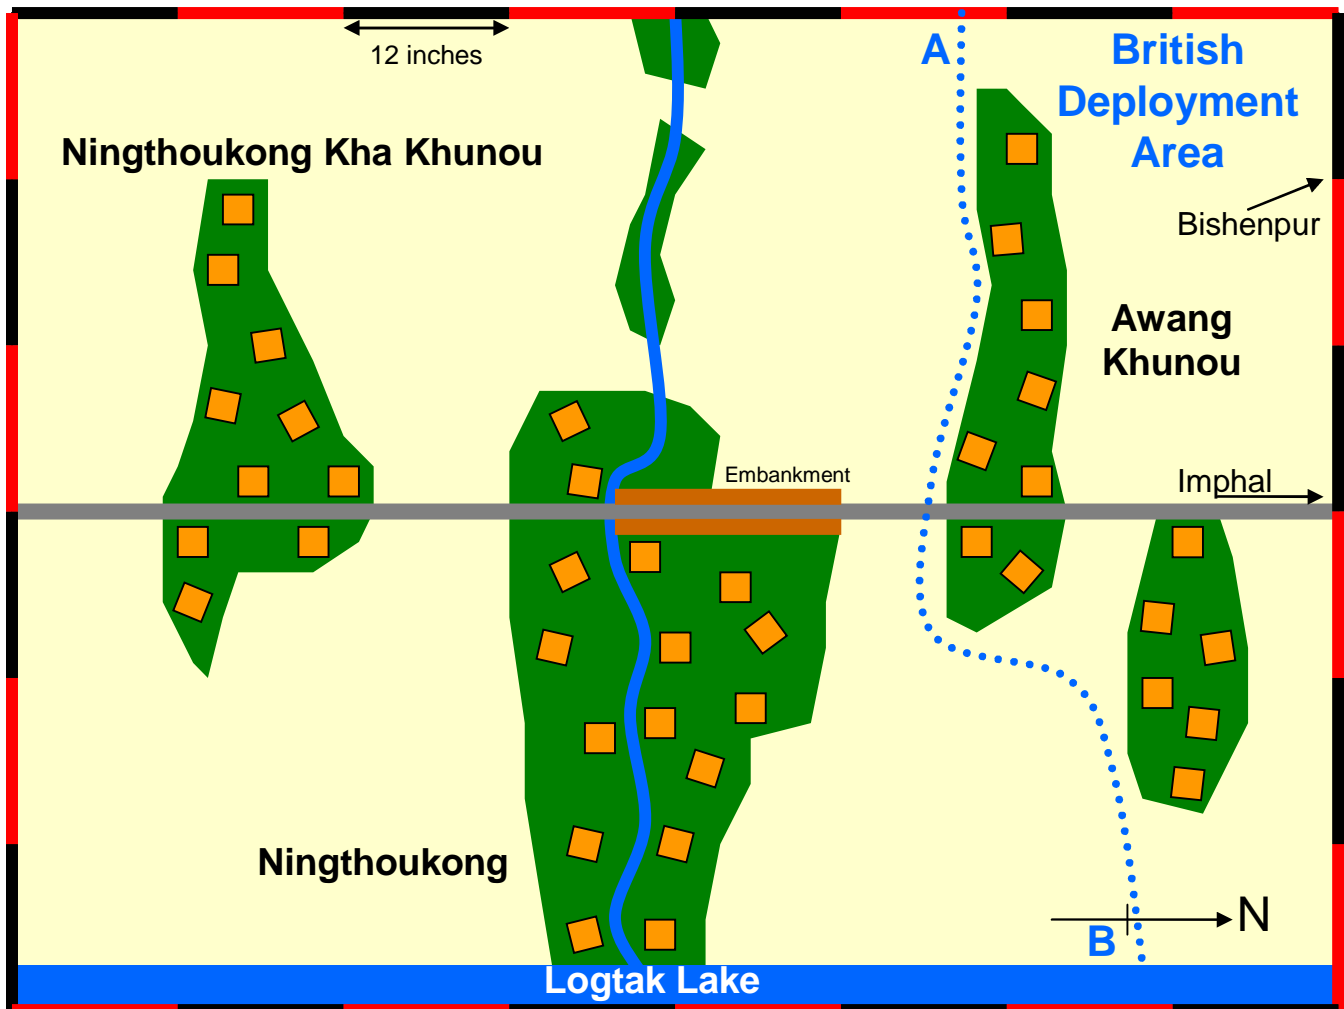 A
British
Deployment
Area
12 inches
Ningthoukong Kha Khunou
Bishenpur
Awang
Khunou
Embankment
Imphal
Ningthoukong
N
B
Logtak Lake